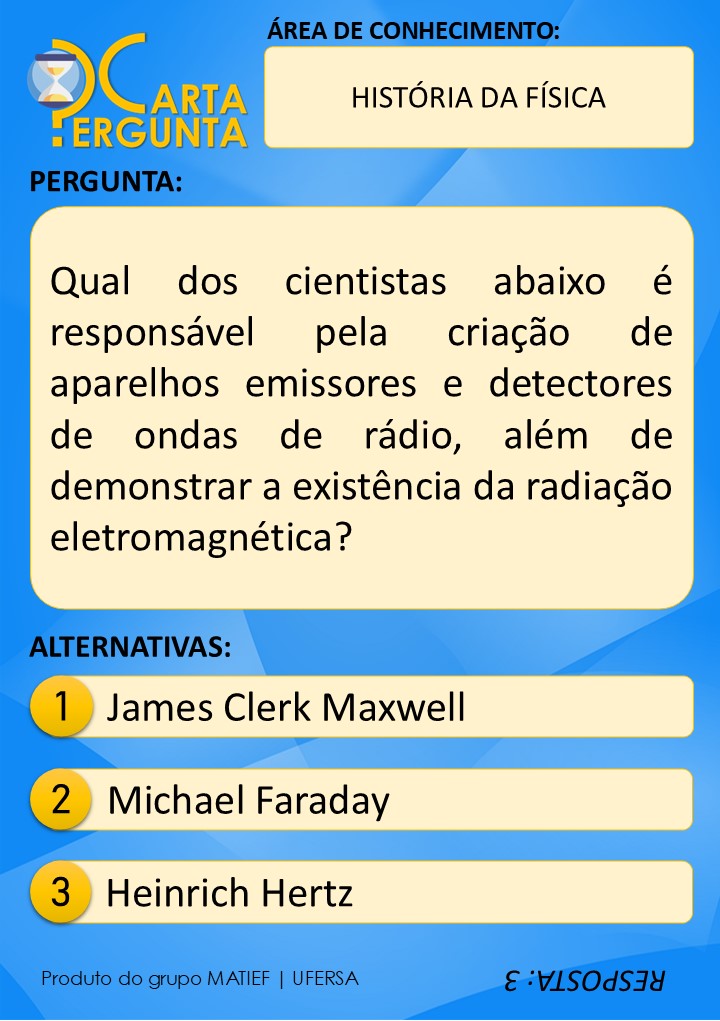 CARTA
PERGUNTA
ÁREA DE CONHECIMENTO:
HISTÓRIA DA FÍSICA
PERGUNTA:
Qual dos cientistas abaixo é
responsável pela criação de
aparelhos emissores e detectores
de ondas de rádio, além de
demonstrar a existência da radiação
eletromagnética?
ALTERNATIVAS:
1 James Clerk Maxwell
2 Michael Faraday
3 Heinrich Hertz
Produto do grupo MATIEF | UFERSA
RESPOSTA: 3